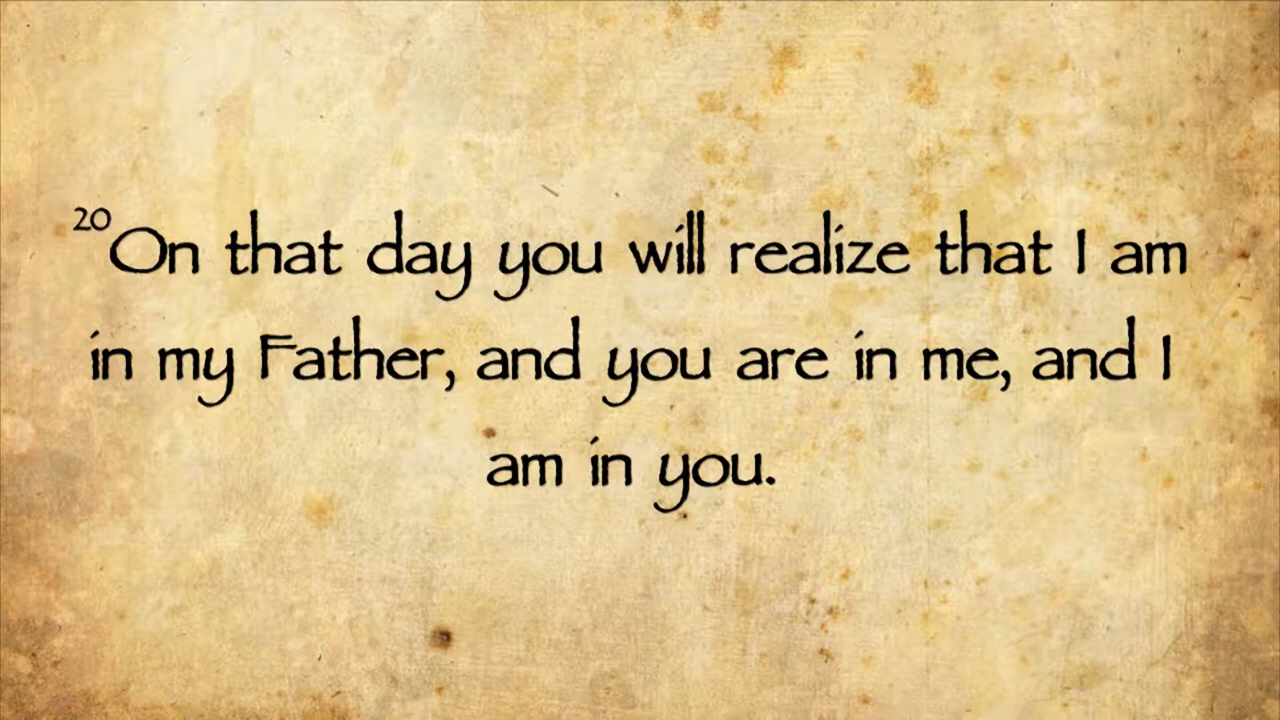 20On that day you will realize that I am
in my Father, and you are in me, and I
am in you.